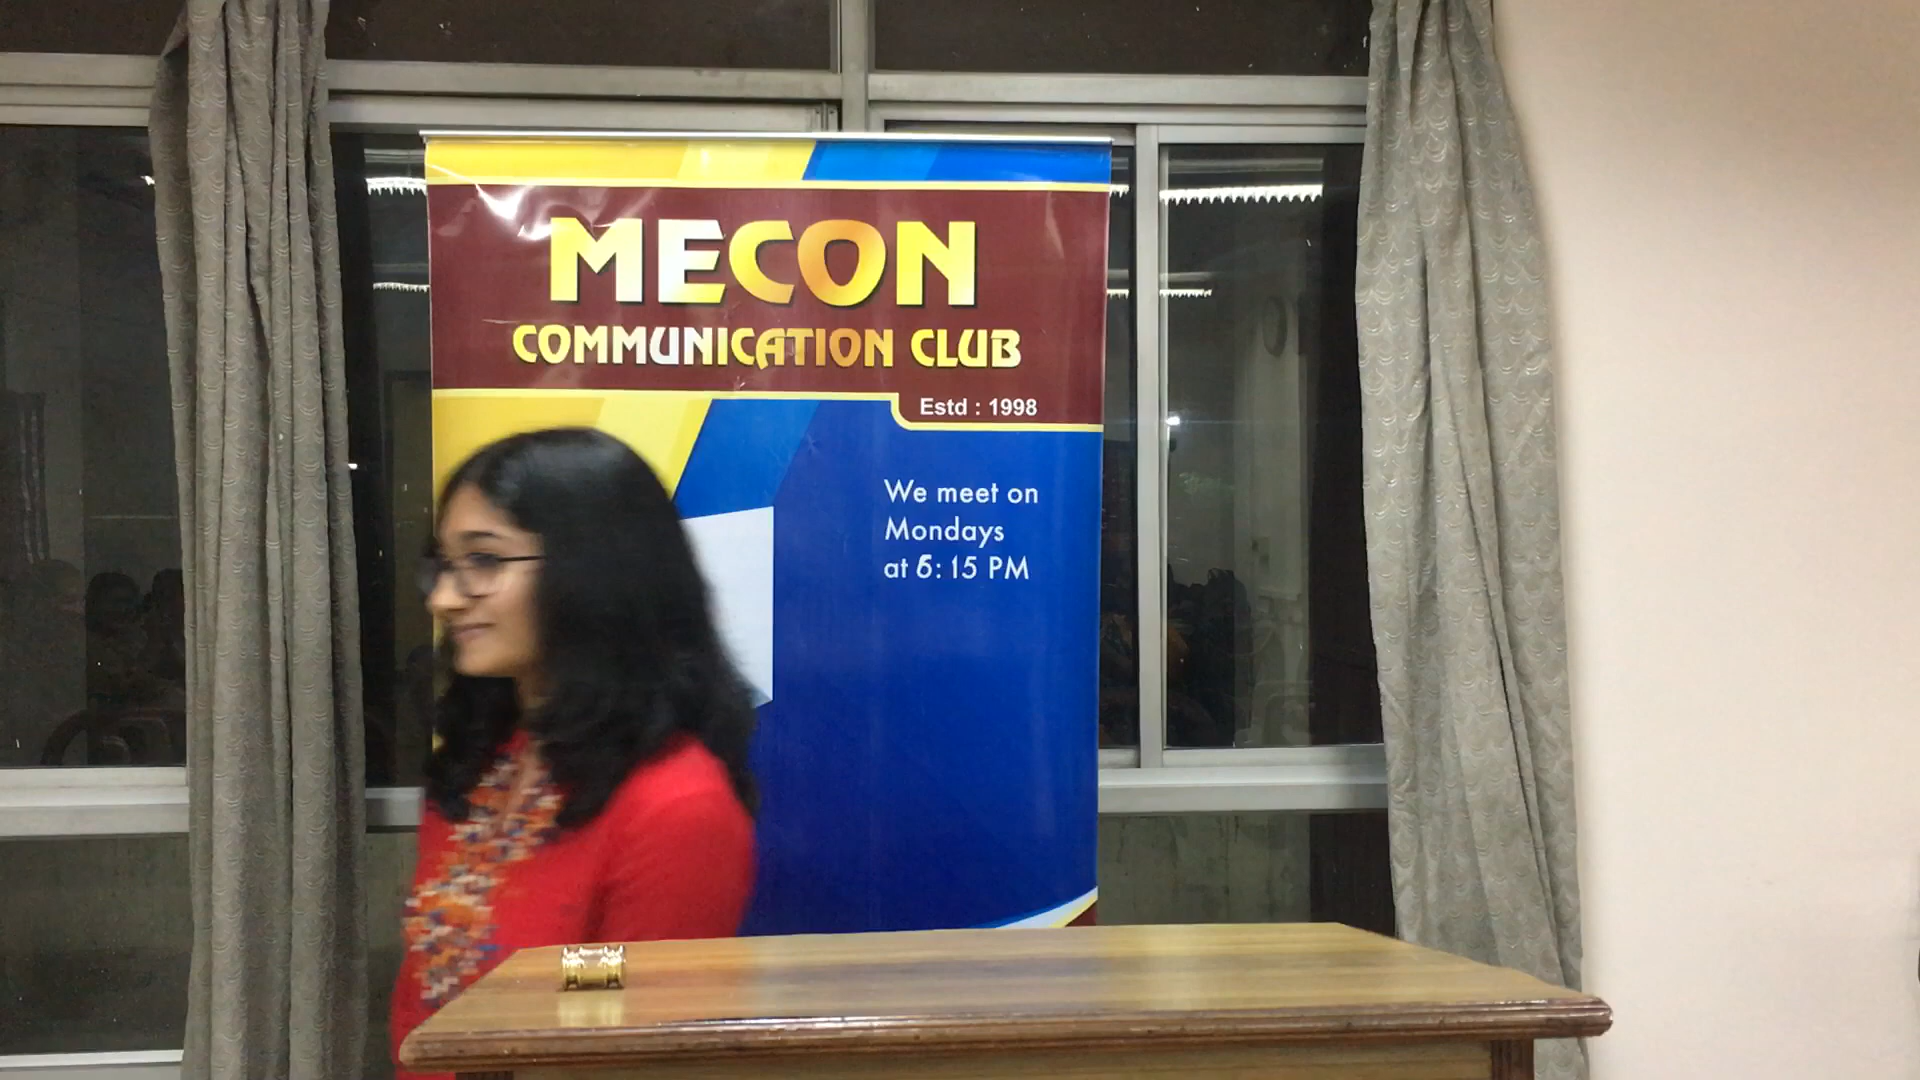 MECON
COMMUNICATION CLUB
Estd : 1998
We meet on
Mondays
at 6:15 PM